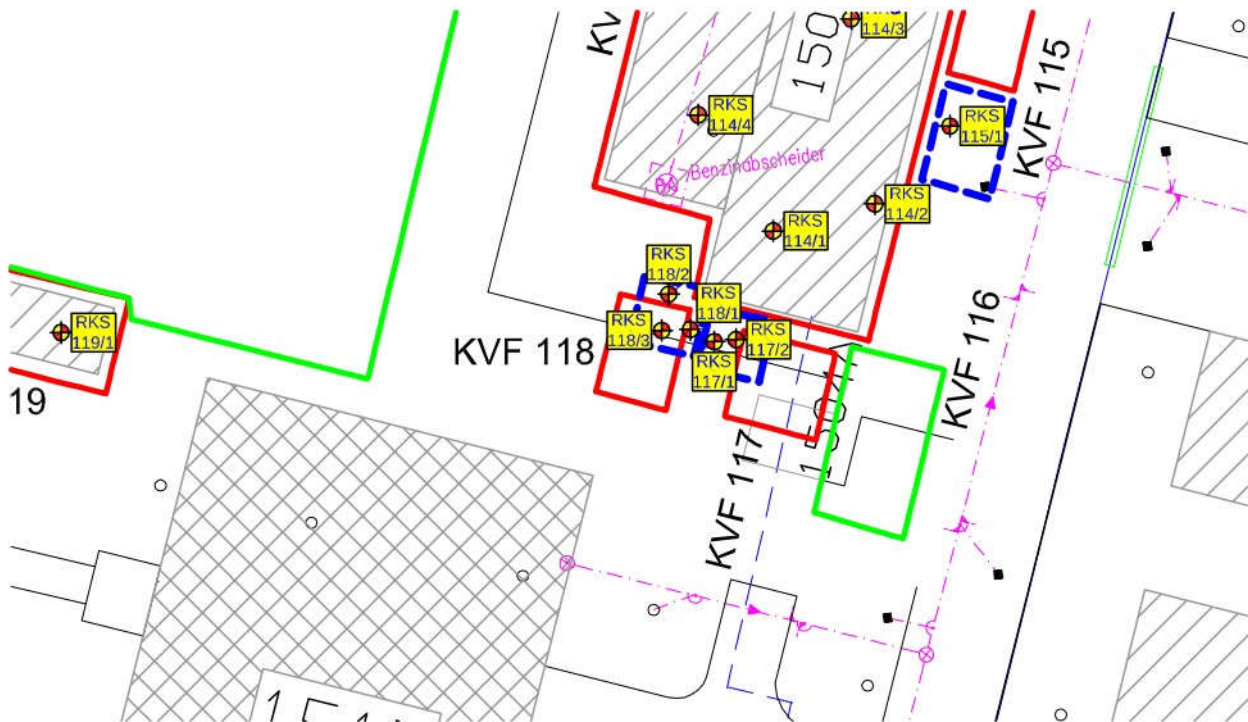 RKS
114/3
150
KV
KVF 115
RKS
114/4
RKS
115/1
Benzinabscheider
RKS
114/2
RKS
114/1
RKS
118/2
RKS
118/1
RKS
119/1
RKS
118/3
RKS
117/2
KVF 118
RKS
117/1
KVF 116
19
KVF 117